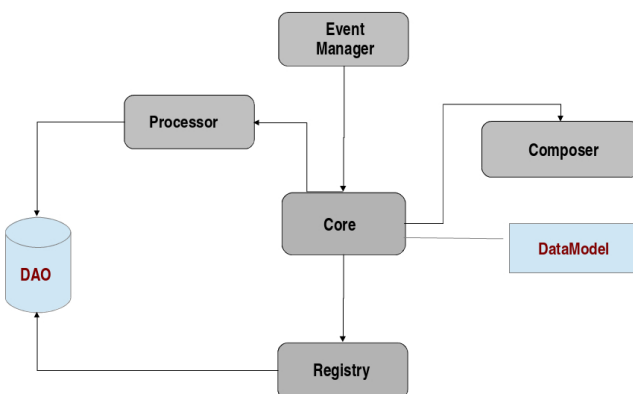 Event
Manager
Processor
Composer
Core
DataModel
DAO
Registry